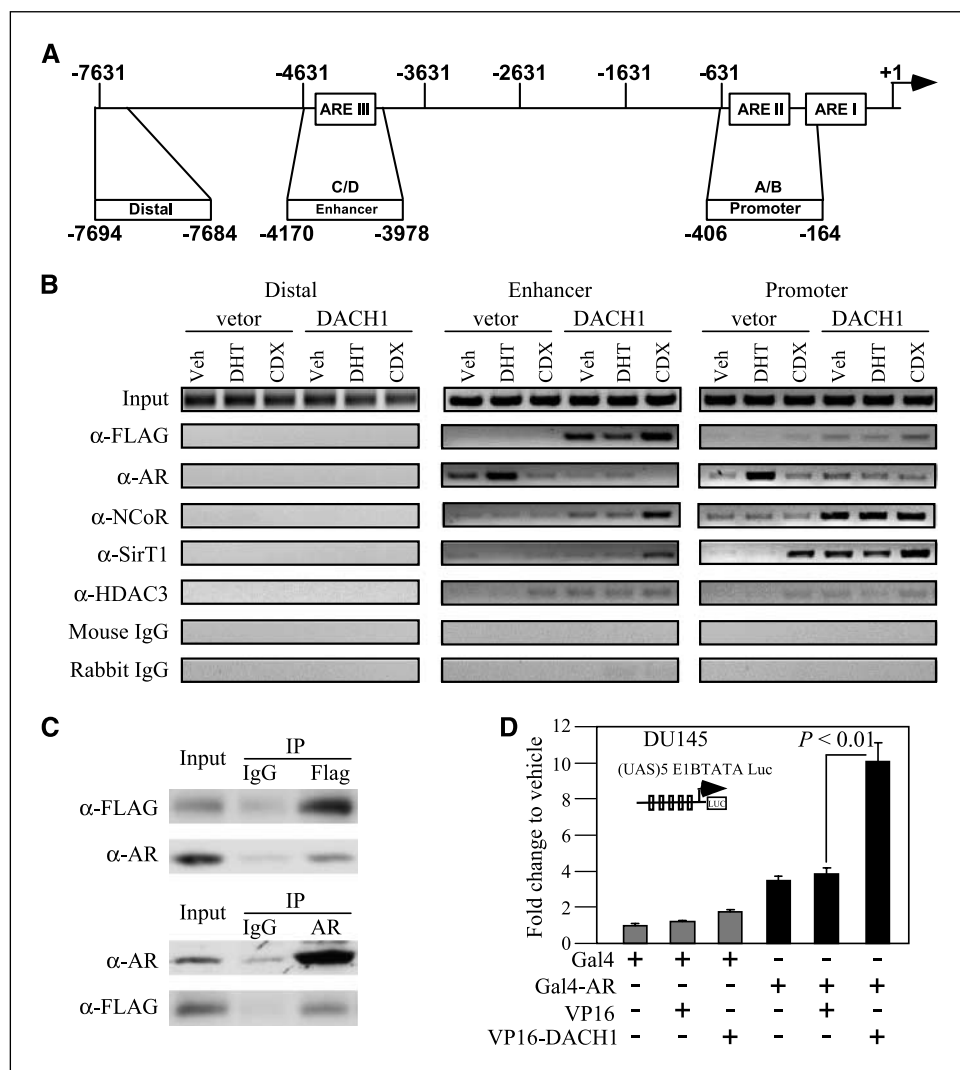 A
-7631 -4631 -3631 -2631 -1631 -631 +1
ARE III ARE II ARE I
C/D A/B
Distal Enhancer Promoter
-7694 -7684 -4170 -3978 -406 -164
B
Distal Enhancer Promoter
vetor DACH1 vetor DACH1 vetor DACH1
Veh DHT CDX Veh DHT CDX Veh DHT CDX Veh DHT CDX Veh DHT CDX Veh DHT CDX
Input
α-FLAG
α-AR
α-NCoR
α-SirT1
α-HDAC3
Mouse IgG
Rabbit IgG
C
Input IP
IgG Flag
α-FLAG
α-AR
Input IP
IgG AR
α-AR
α-FLAG
D
Fold change to vehicle
12
10
8
6
4
2
0
DU145
P < 0.01
(UAS)5 E1BTATA Luc
LUC
Gal4 + + + - - -
Gal4-AR - - - + + +
VP16 - + - - + -
VP16-DACH1 - - + - - +